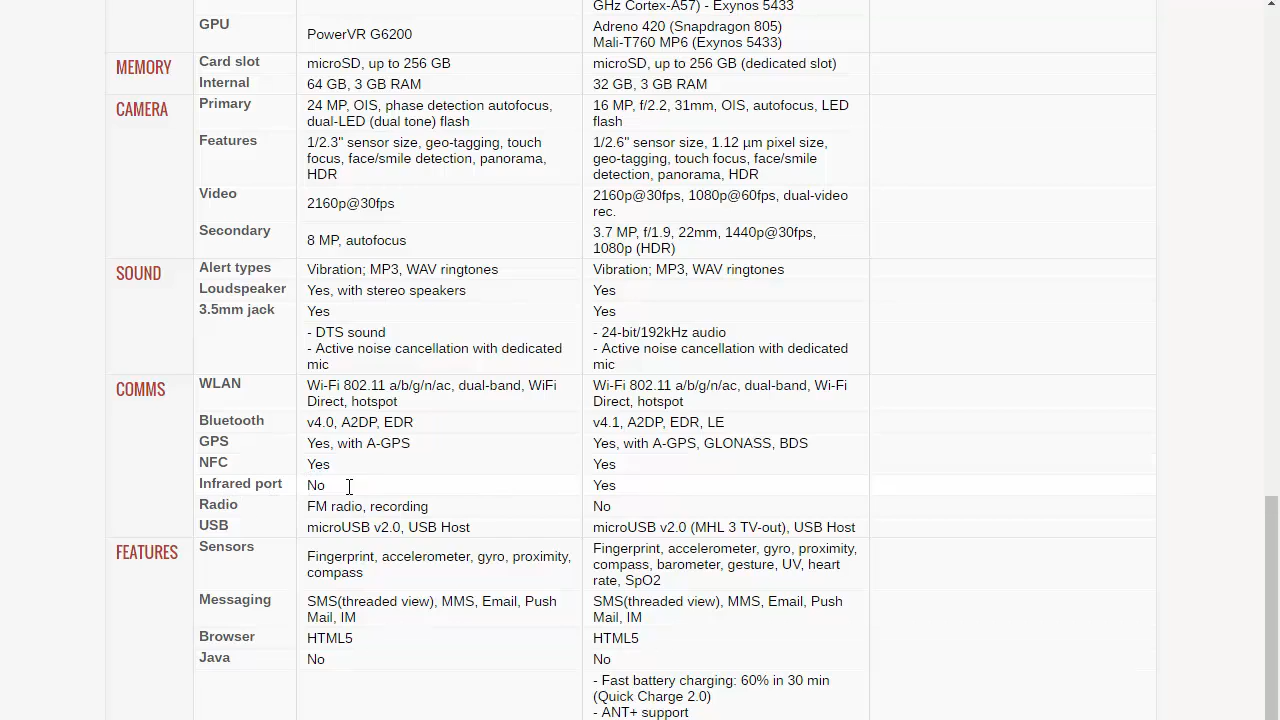 GHz Cortex-A57) - Exynos 5433
GPU
PowerVR G6200
Adreno 420 (Snapdragon 805)
Mali-T760 MP6 (Exynos 5433)
MEMORY
Card slot
microSD, up to 256 GB
microSD, up to 256 GB (dedicated slot)
Internal
64 GB, 3 GB RAM
32 GB, 3 GB RAM
CAMERA
Primary
24 MP, OIS, phase detection autofocus,
dual-LED (dual tone) flash
16 MP, f/2.2, 31mm, OIS, autofocus, LED
flash
Features
1/2.3" sensor size, geo-tagging, touch
focus, face/smile detection, panorama,
HDR
1/2.6" sensor size, 1.12 µm pixel size,
geo-tagging, touch focus, face/smile
detection, panorama, HDR
Video
2160p@30fps
2160p@30fps, 1080p@60fps, dual-video
rec.
Secondary
8 MP, autofocus
3.7 MP, f/1.9, 22mm, 1440p@30fps,
1080p (HDR)
SOUND
Alert types
Vibration; MP3, WAV ringtones
Vibration; MP3, WAV ringtones
Loudspeaker
Yes, with stereo speakers
Yes
3.5mm jack
Yes
Yes
- DTS sound
- Active noise cancellation with dedicated
mic
- 24-bit/192kHz audio
- Active noise cancellation with dedicated
mic
COMMS
WLAN
Wi-Fi 802.11 a/b/g/n/ac, dual-band, WiFi
Direct, hotspot
Wi-Fi 802.11 a/b/g/n/ac, dual-band, Wi-Fi
Direct, hotspot
Bluetooth
v4.0, A2DP, EDR
v4.1, A2DP, EDR, LE
GPS
Yes, with A-GPS
Yes, with A-GPS, GLONASS, BDS
NFC
Yes
Yes
Infrared port
No
Yes
Radio
FM radio, recording
No
USB
microUSB v2.0, USB Host
microUSB v2.0 (MHL 3 TV-out), USB Host
FEATURES
Sensors
Fingerprint, accelerometer, gyro, proximity,
compass
Fingerprint, accelerometer, gyro, proximity,
compass, barometer, gesture, UV, heart
rate, SpO2
Messaging
SMS(threaded view), MMS, Email, Push
Mail, IM
SMS(threaded view), MMS, Email, Push
Mail, IM
Browser
HTML5
HTML5
Java
No
No
- Fast battery charging: 60% in 30 min
(Quick Charge 2.0)
- ANT+ support